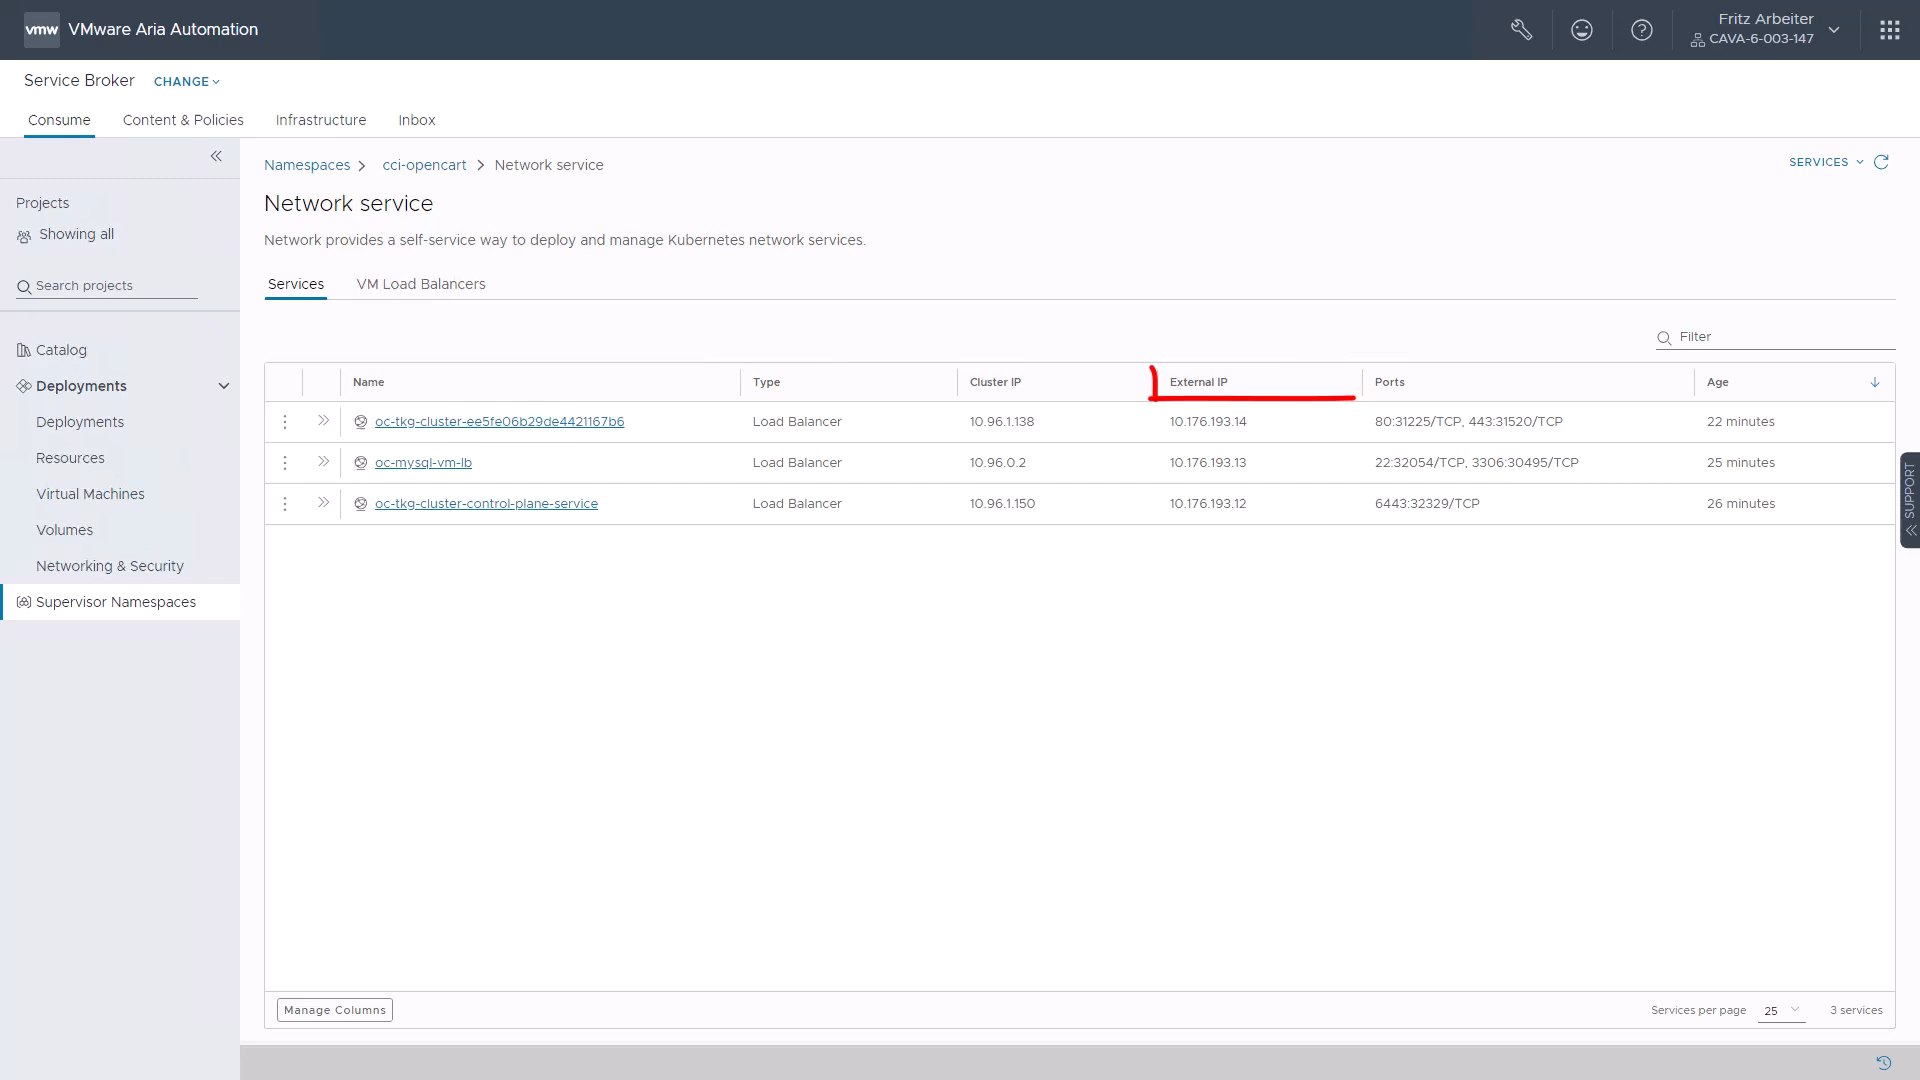 vmw VMware Aria Automation
Fritz Arbeiter
CAVA-6-003-147
Service Broker CHANGE
Consume Content & Policies Infrastructure Inbox
Projects
Showing all
Search projects
Catalog
Deployments
Deployments
Resources
Virtual Machines
Volumes
Networking & Security
Supervisor Namespaces
Namespaces > cci-opencart > Network service
SERVICES
Network service
Network provides a self-service way to deploy and manage Kubernetes network services.
Services VM Load Balancers
Filter
Name Type Cluster IP External IP Ports Age
oc-tkg-cluster-ee5fe06b29de4421167b6 Load Balancer 10.96.1.138 10.176.193.14 80:31225/TCP, 443:31520/TCP 22 minutes
oc-mysql-vm-lb Load Balancer 10.96.0.2 10.176.193.13 22:32054/TCP, 3306:30495/TCP 25 minutes
oc-tkg-cluster-control-plane-service Load Balancer 10.96.1.150 10.176.193.12 6443:32329/TCP 26 minutes
SUPPORT
Manage Columns
Services per page 25 3 services